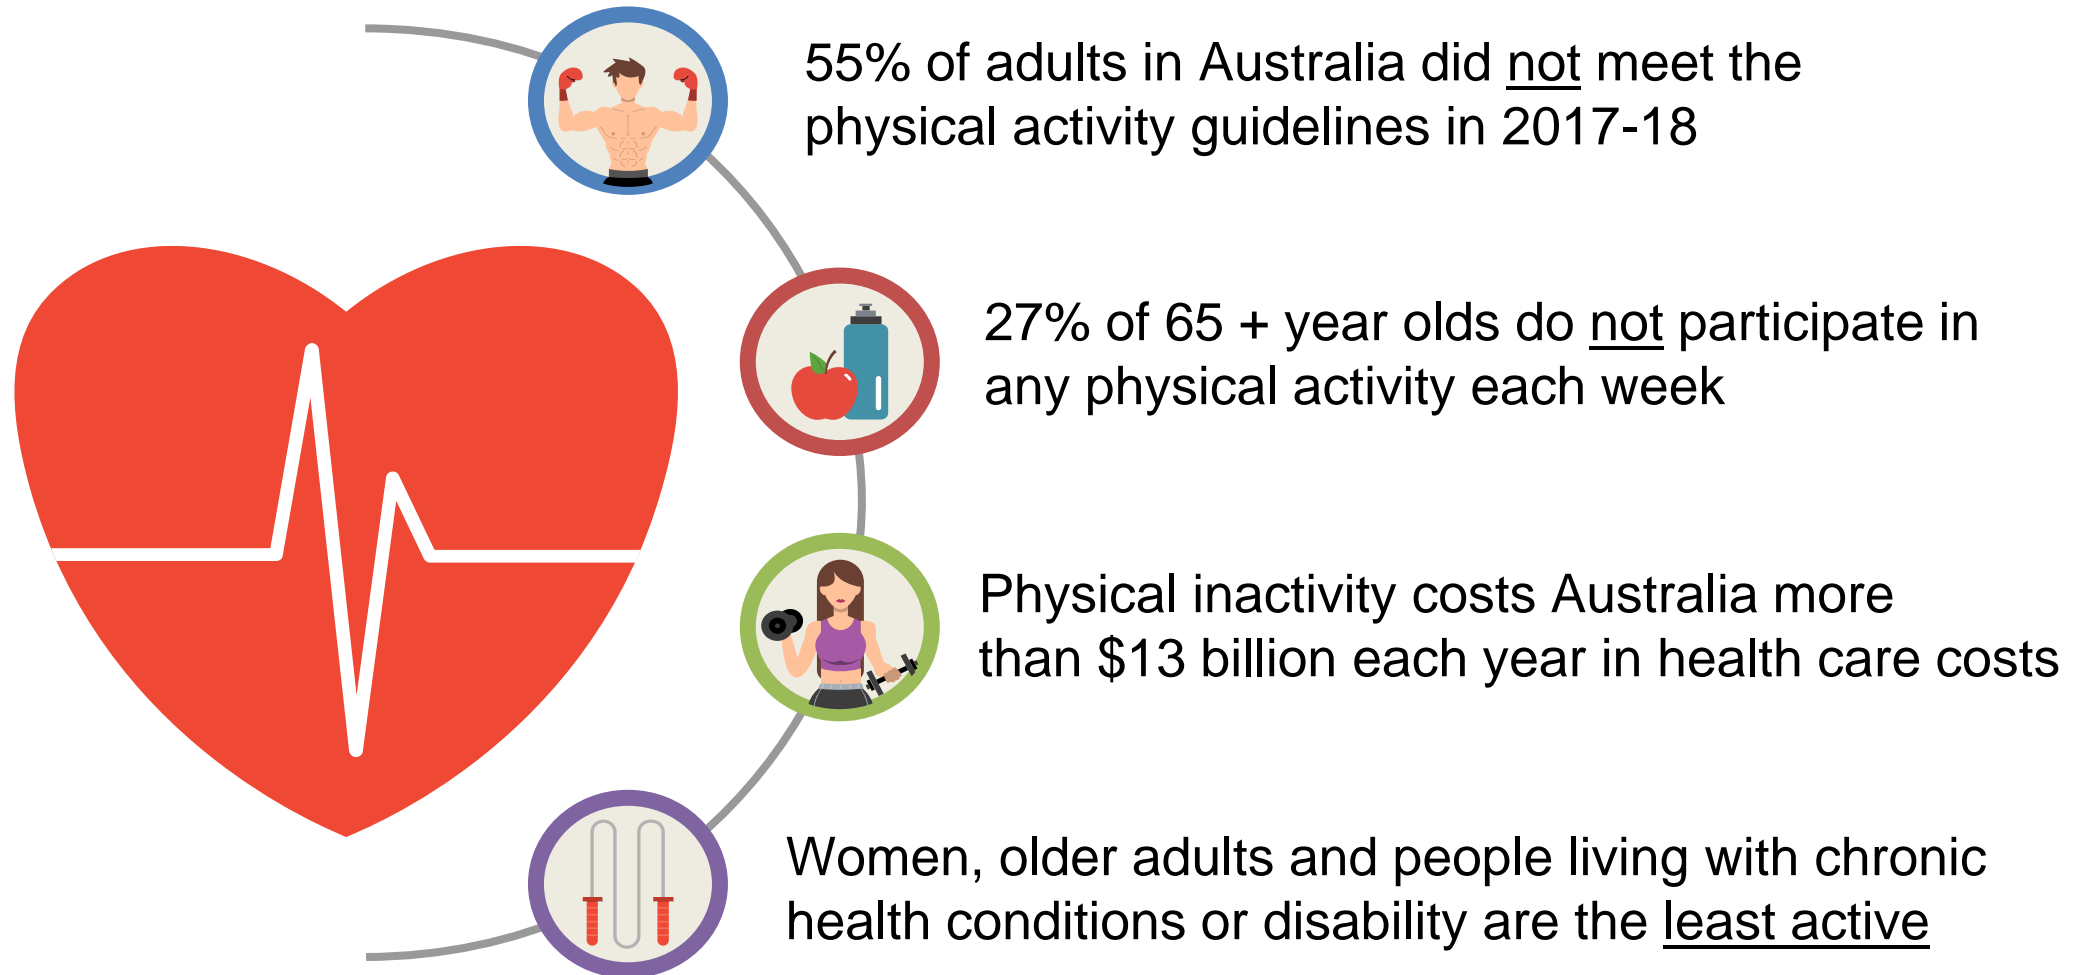 55% of adults in Australia did not meet the
physical activity guidelines in 2017-18
27% of 65 + year olds do not participate in
any physical activity each week
Physical inactivity costs Australia more
than $13 billion each year in health care costs
Women, older adults and people living with chronic
health conditions or disability are the least active